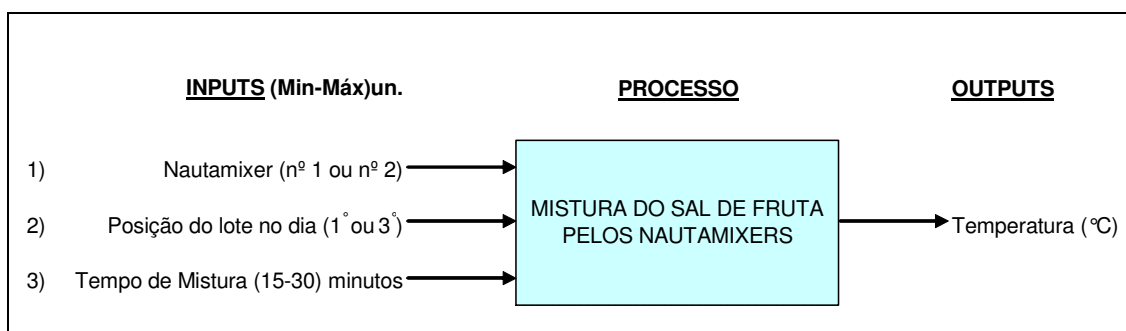 INPUTS (Min-Máx)un. PROCESSO OUTPUTS
1) Nautamixer (nº 1 ou nº 2)
2) Posição do lote no dia (1° ou 3°)
3) Tempo de Mistura (15-30) minutos
MISTURA DO SAL DE FRUTA
PELOS NAUTAMIXERS
Temperatura (°C)